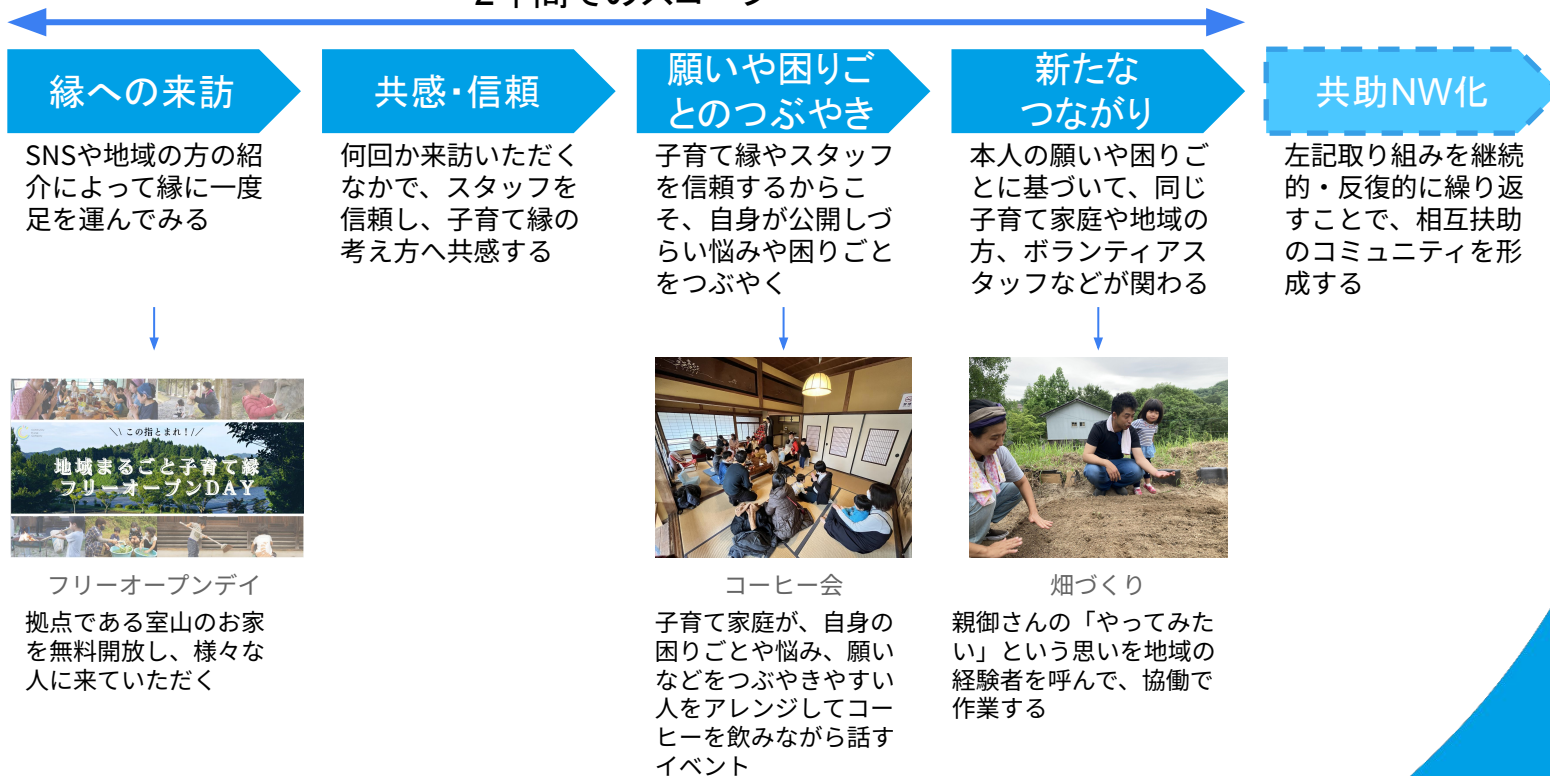 2年間でのスコープ
縁への来訪
共感・信頼
願いや困りご
とのつぶやき
新たな
つながり
共助NW化
SNSや地域の方の紹
介によって縁に一度
足を運んでみる
何回か来訪いただく
なかで、スタッフを
信頼し、子育て縁の
考え方へ共感する
子育て縁やスタッフ
を信頼するからこ
そ、自身が公開しづ
らい悩みや困りごと
をつぶやく
本人の願いや困りご
とに基づいて、同じ
子育て家庭や地域の
方、ボランティアス
タッフなどが関わる
左記取り組みを継続
的・反復的に繰り返
すことで、相互扶助
のコミュニティを形
成する
\\この指とまれ！//
地域まるごと子育て縁
フリーオープンDAY
フリーオープンデイ
拠点である室山のお家
を無料開放し、様々な
人に来ていただく
コーヒー会
子育て家庭が、自身の
困りごとや悩み、願い
などをつぶやきやすい
人をアレンジしてコー
ヒーを飲みながら話す
イベント
畑づくり
親御さんの「やってみた
い」という思いを地域の
経験者を呼んで、協働で
作業する